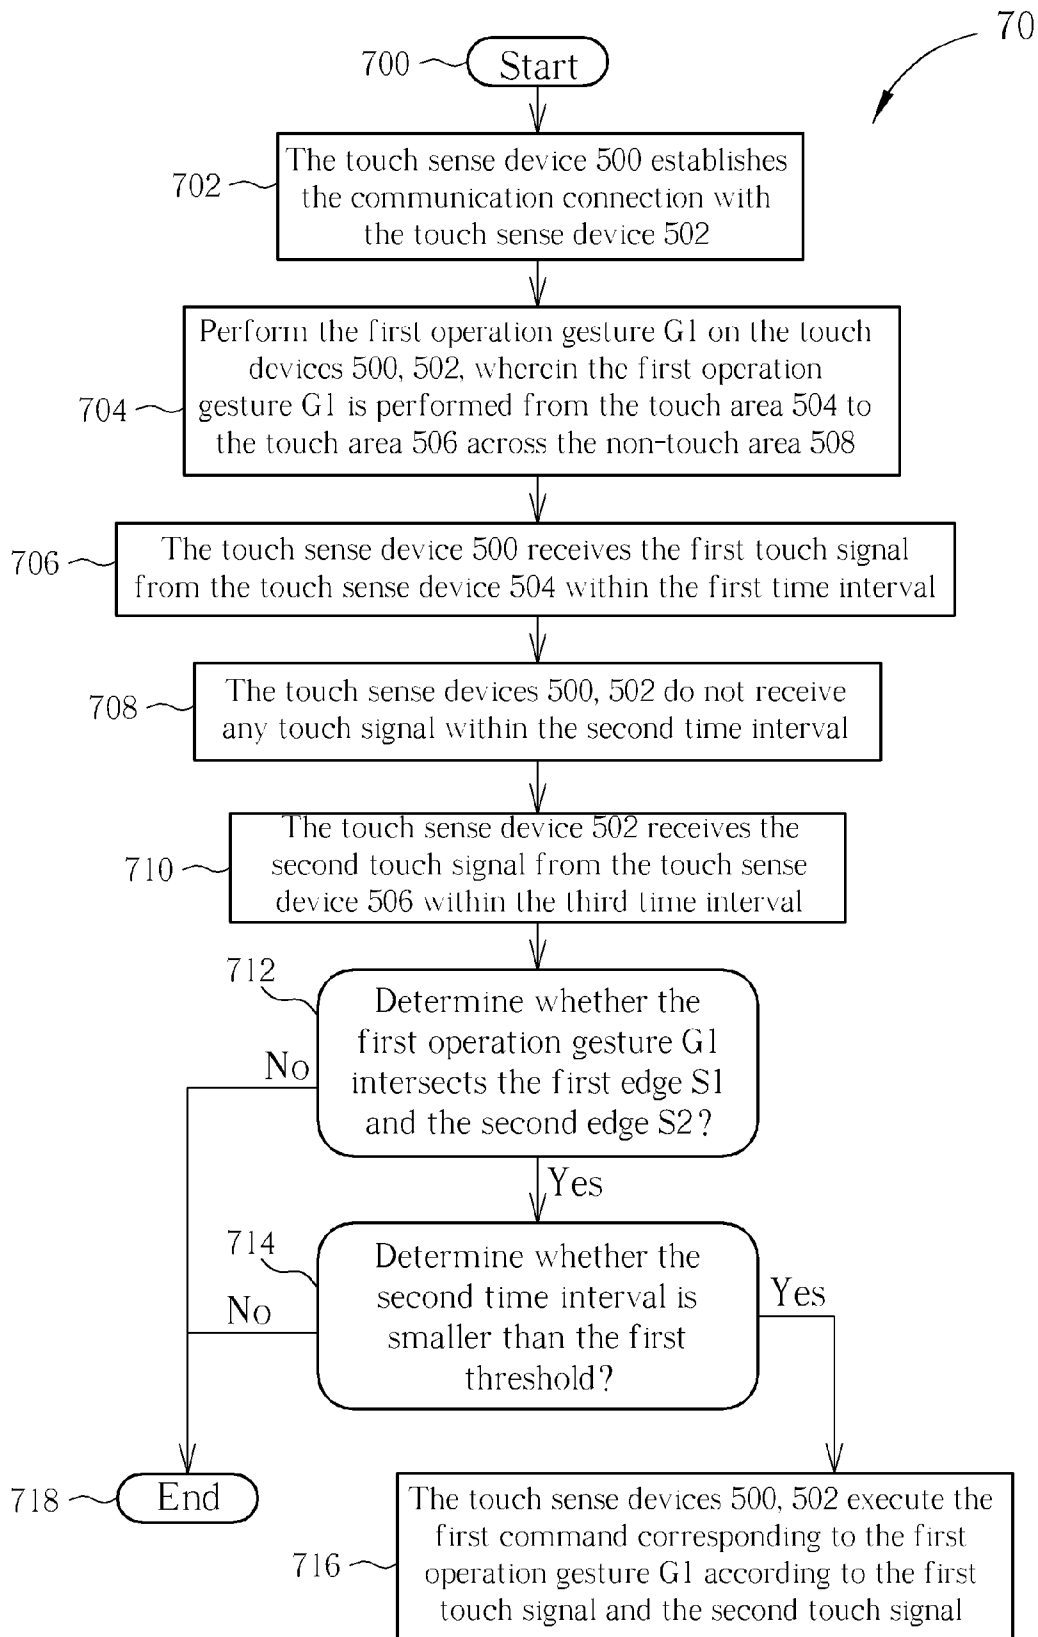 70
700
Start
702
The touch sense device 500 establishes
the communication connection with
the touch sense device 502
704
Perform the first operation gesture G1 on the touch
devices 500, 502, wherein the first operation
gesture G1 is performed from the touch area 504 to
the touch area 506 across the non-touch area 508
706
The touch sense device 500 receives the first touch signal
from the touch sense device 504 within the first time interval
708
The touch sense devices 500, 502 do not receive
any touch signal within the second time interval
710
The touch sense device 502 receives the
second touch signal from the touch sense
device 506 within the third time interval
712
Determine whether the
first operation gesture G1
intersects the first edge S1
and the second edge S2?
No
Yes
714
Determine whether the
second time interval is
smaller than the first
threshold?
No
Yes
718
End
716
The touch sense devices 500, 502 execute the
first command corresponding to the first
operation gesture G1 according to the first
touch signal and the second touch signal